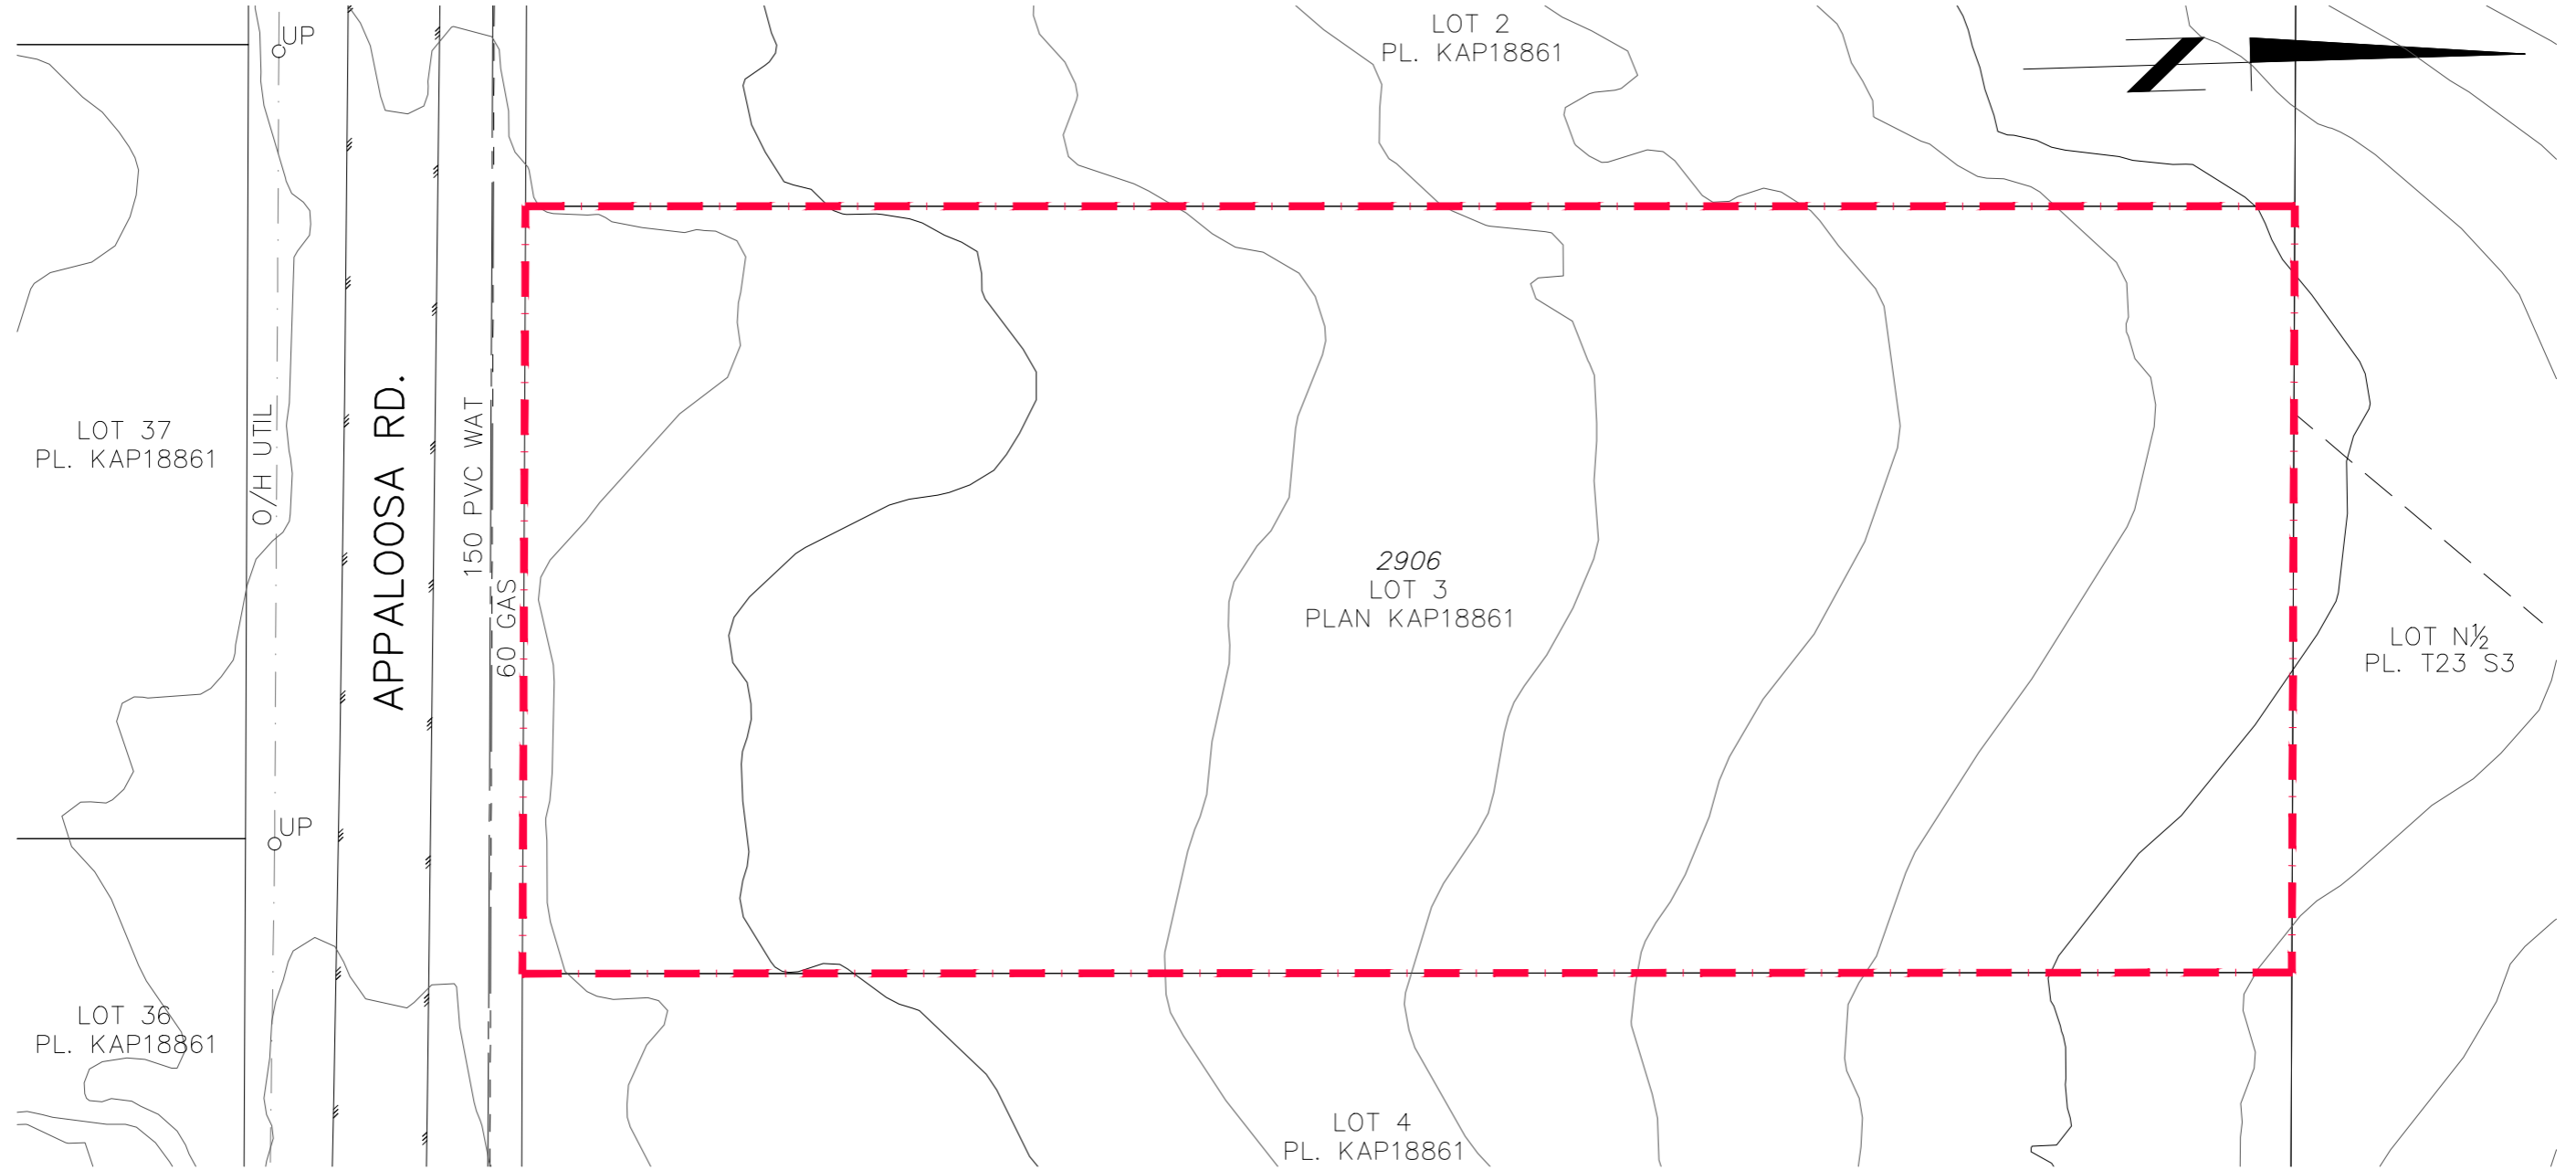 UP
LOT 2
PL. KAP18861
N
LOT 37
PL. KAP18861
O/H UTIL
APPALOOSA RD.
150 PVC WAT
60 GAS
2906
LOT 3
PLAN KAP18861
LOT N½
PL. T23 S3
UP
LOT 36
PL. KAP18861
LOT 4
PL. KAP18861